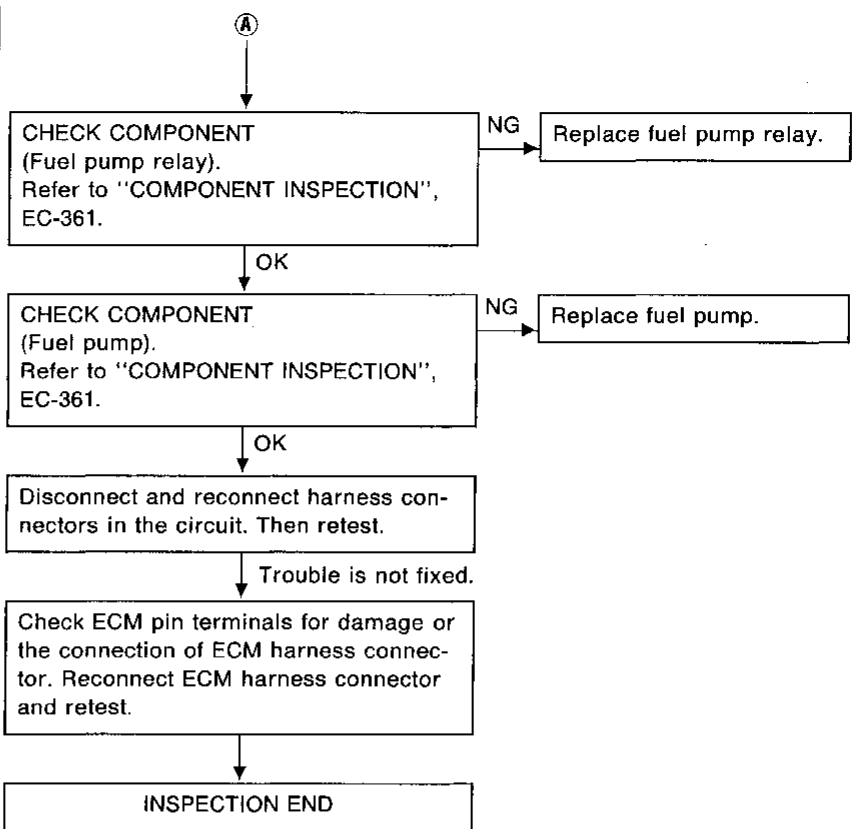 A
CHECK COMPONENT
(Fuel pump relay).
Refer to "COMPONENT INSPECTION",
EC-361.
NG
Replace fuel pump relay.
OK
CHECK COMPONENT
(Fuel pump).
Refer to "COMPONENT INSPECTION",
EC-361.
NG
Replace fuel pump.
OK
Disconnect and reconnect harness con-
nectors in the circuit. Then retest.
Trouble is not fixed.
Check ECM pin terminals for damage or
the connection of ECM harness connec-
tor. Reconnect ECM harness connector
and retest.
INSPECTION END